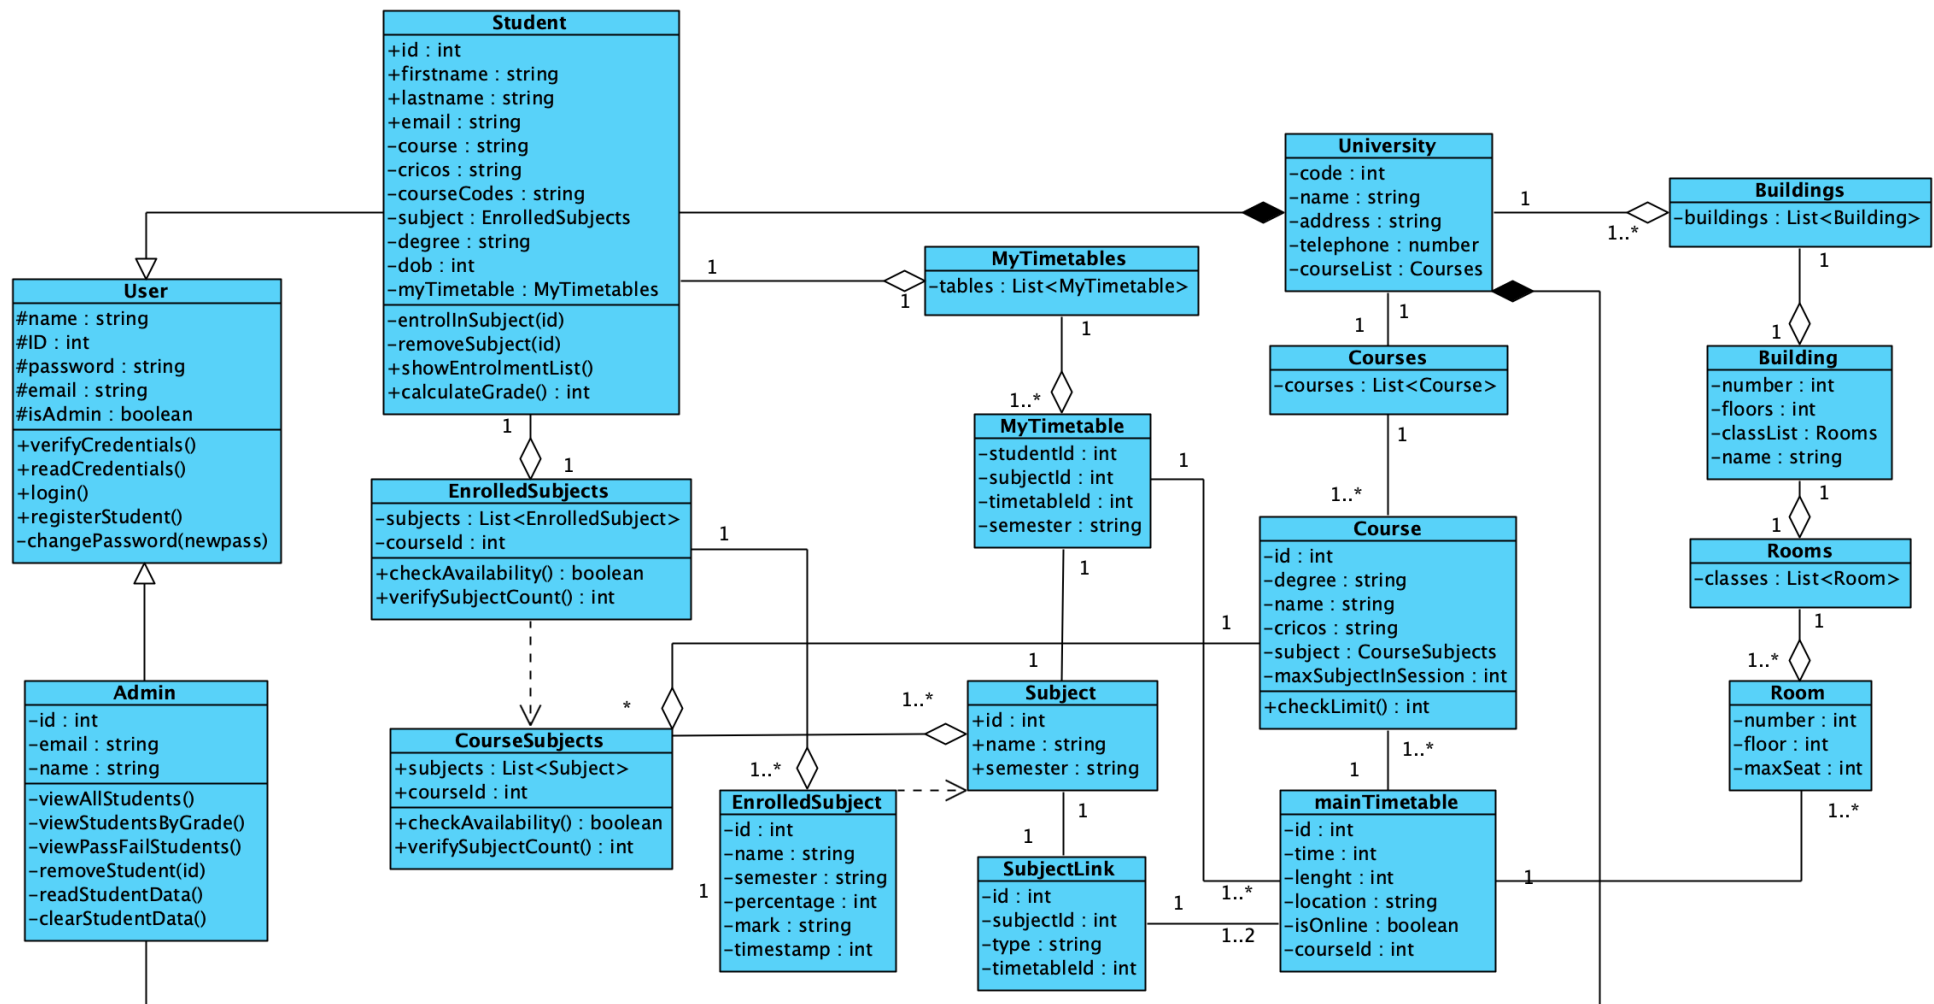 Student
+id : int
+firstname : string
+lastname : string
+email : string
-course : string
-cricos : string
-courseCodes : string
-subject : EnrolledSubjects
-degree : string
-dob : int
-myTimetable : MyTimetables
-entrolInSubject(id)
-removeSubject(id)
+showEntrolmentList()
+calculateGrade() : int
University
-code : int
-name : string
-address : string
-telephone : number
-courseList : Courses
1
1..*
Buildings
-buildings : List<Building>
1
1
MyTimetables
-tables : List<MyTimetable>
1
1
1
1
1
User
#name : string
#ID : int
#password : string
#email : string
#isAdmin : boolean
+verifyCredentials()
+readCredentials()
+login()
+registerStudent()
-changePassword(newpass)
Courses
-courses : List<Course>
1
Building
-number : int
-floors : int
-classList : Rooms
-name : string
1..*
MyTimetable
-studentId : int
-subjectId : int
-timetableId : int
-semester : string
1
1
1
1
1..*
1
1
EnrolledSubjects
-subjects : List<EnrolledSubject>
-courseId : int
+checkAvailability() : boolean
+verifySubjectCount() : int
1
Course
-id : int
-degree : string
-name : string
-cricos : string
-subject : CourseSubjects
-maxSubjectInSession : int
+checkLimit() : int
Rooms
-classes : List<Room>
1
1
1
1
1..*
Admin
-id : int
-email : string
-name : string
-viewAllStudents()
-viewStudentsByGrade()
-viewPassFailStudents()
-removeStudent(id)
-readStudentData()
-clearStudentData()
*
1..*
Subject
+id : int
+name : string
+semester : string
Room
-number : int
-floor : int
-maxSeat : int
CourseSubjects
+subjects : List<Subject>
+courseId : int
+checkAvailability() : boolean
+verifySubjectCount() : int
1..*
1..*
1
EnrolledSubject
-id : int
-name : string
-semester : string
-percentage : int
-mark : string
-timestamp : int
1
1
1
mainTimetable
-id : int
-time : int
-lenght : int
-location : string
-isOnline : boolean
-courseId : int
1..*
SubjectLink
-id : int
-subjectId : int
-type : string
-timetableId : int
1..*
1
1
1..2